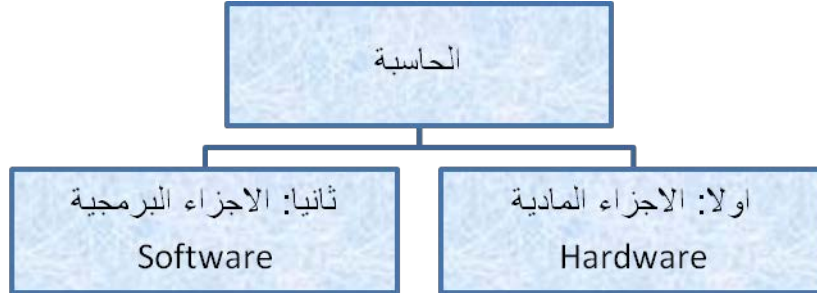 الحاسبة
اولا: الاجزاء المادية
Hardware
ثانيا: الاجزاء البرمجية
Software